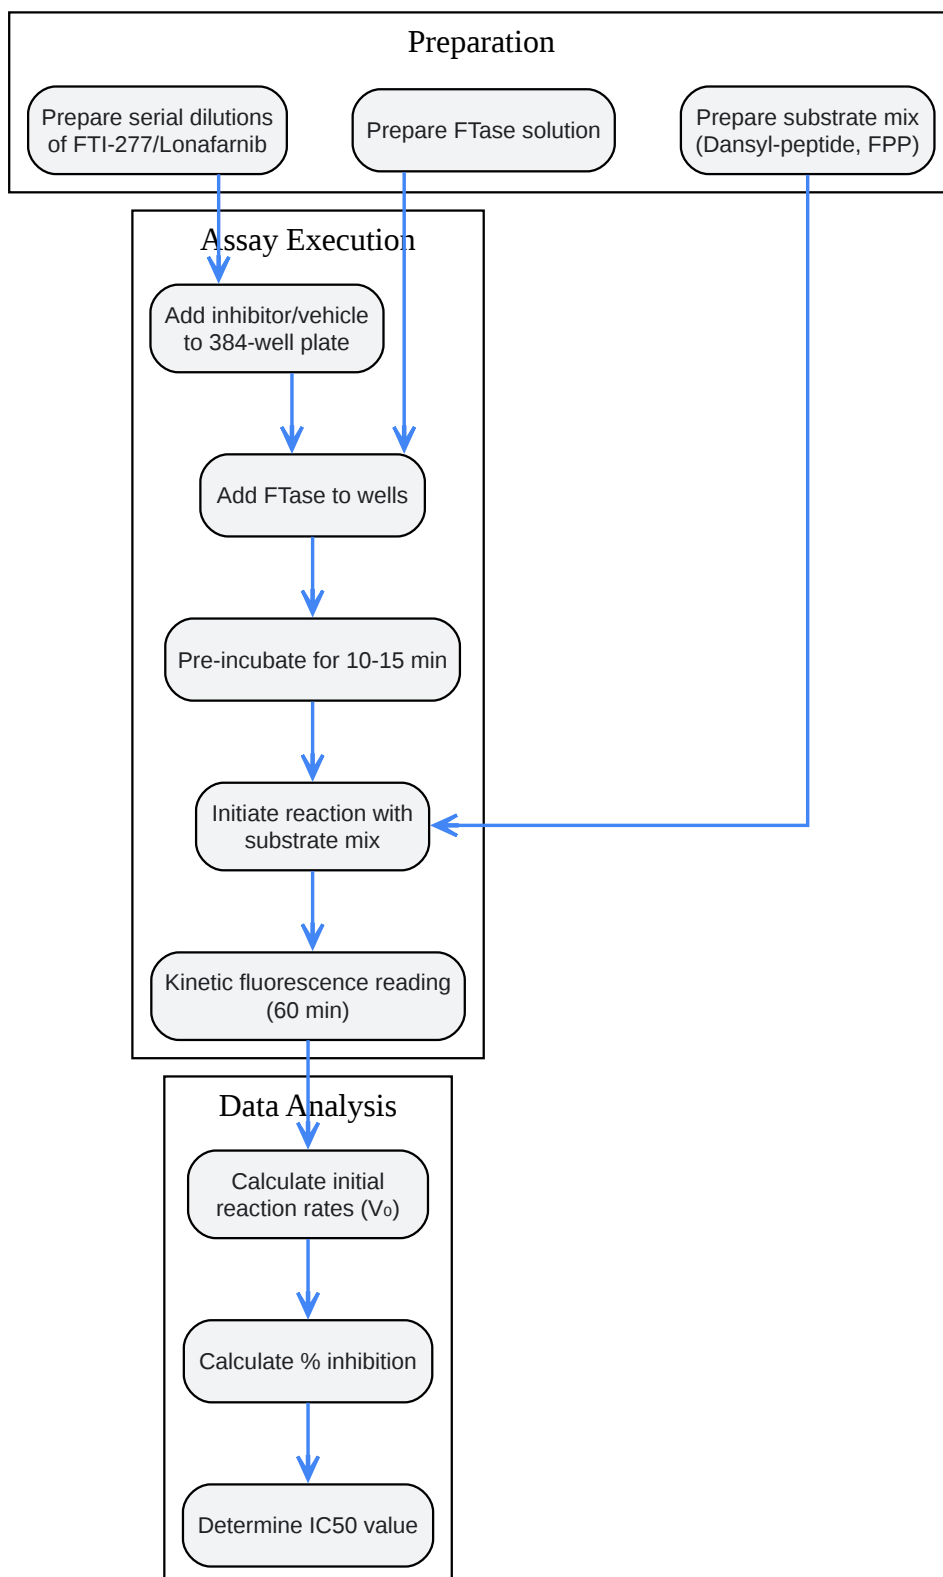 Preparation
Prepare serial dilutions
of FTI-277/Lonafarnib
Prepare FTase solution
Prepare substrate mix
(Dansyl-peptide, FPP)
Assay Execution
Add inhibitor/vehicle
to 384-well plate
Add FTase to wells
Pre-incubate for 10-15 min
Initiate reaction with
substrate mix
Kinetic fluorescence reading
(60 min)
Data Analysis
Calculate initial
reaction rates (V₀)
Calculate % inhibition
Determine IC50 value